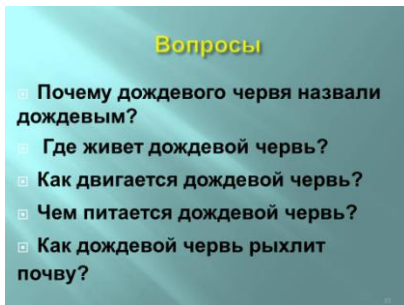 Вопросы
Почему дождевого червя назвали
дождевым?
Где живет дождевой червь?
Как двигается дождевой червь?
Чем питается дождевой червь?
Как дождевой червь рыхлит
почву?